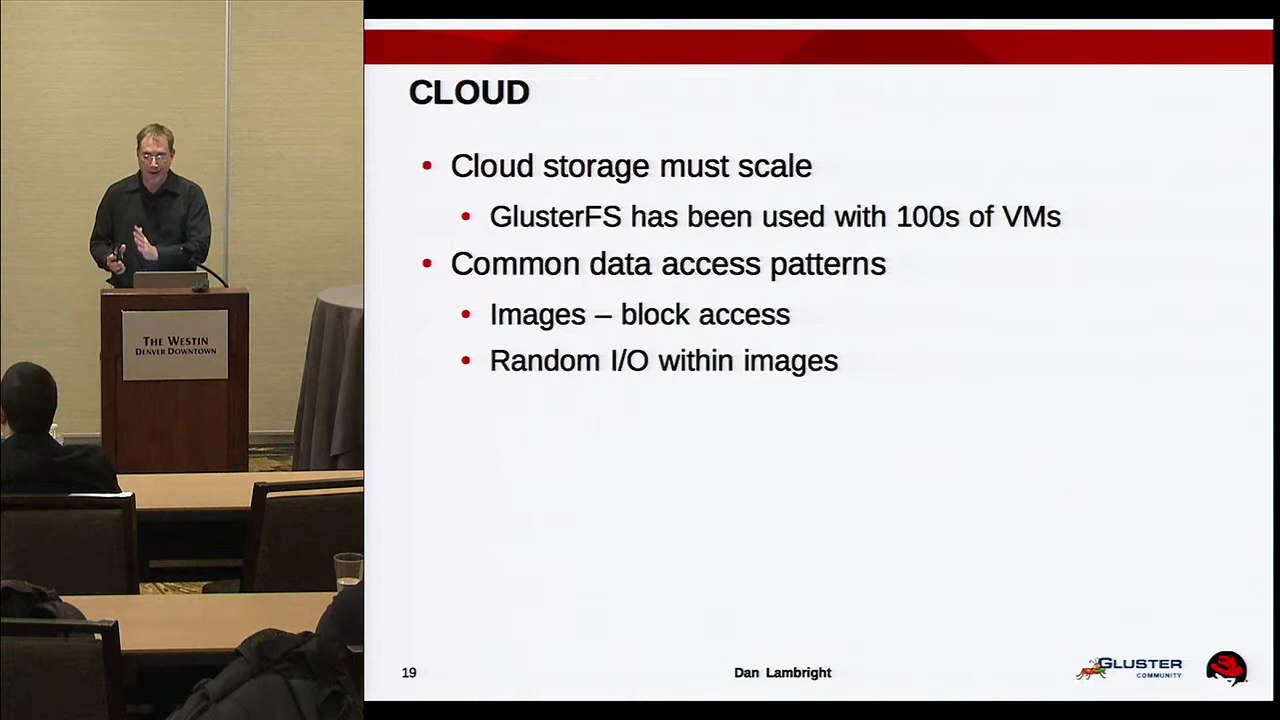 THE WESTIN
DENVER DOWNTOWN
CLOUD
• Cloud storage must scale
• GlusterFS has been used with 100s of VMs
• Common data access patterns
• Images – block access
• Random I/O within images
19
Dan Lambright
GLUSTER
COMMUNITY